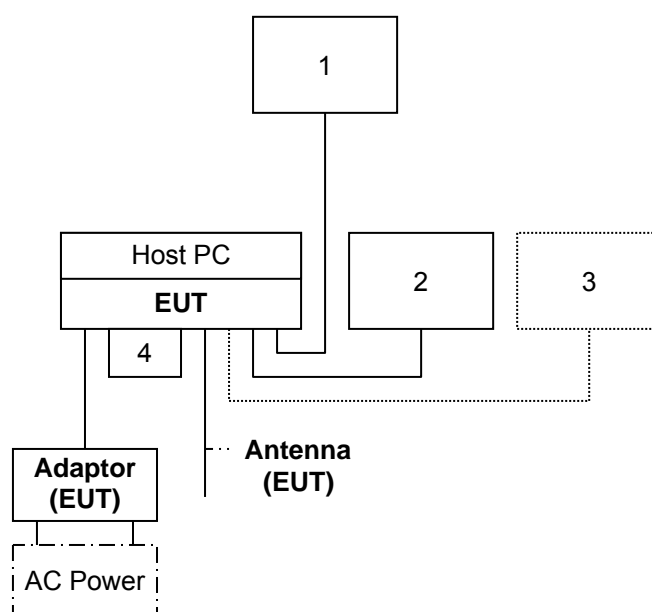 1
Host PC
EUT
2
3
4
Adaptor
(EUT)
Antenna
(EUT)
AC Power